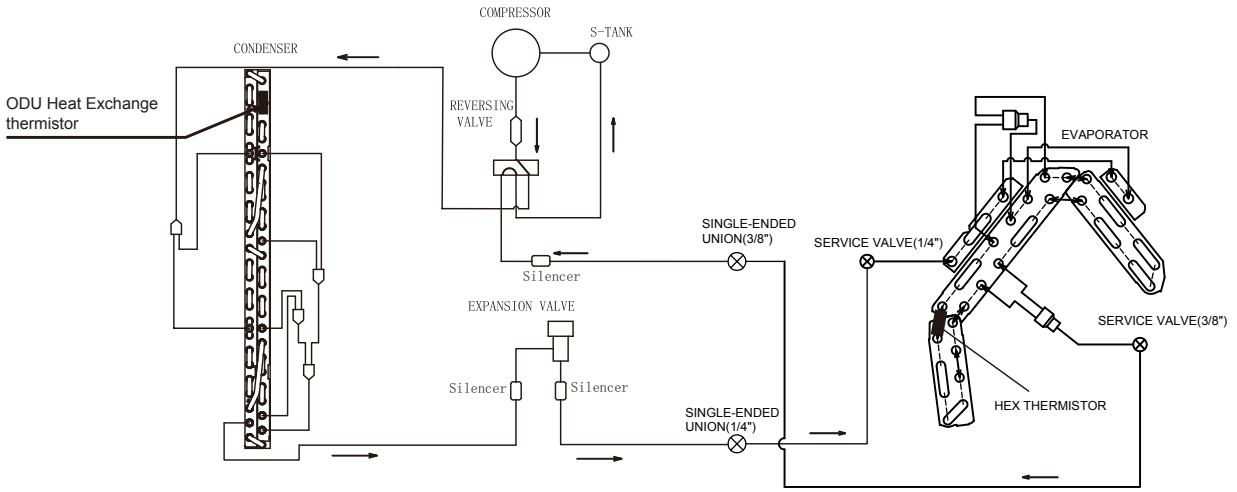 COMPRESSOR
S-TANK
CONDENSER
ODU Heat Exchange
thermistor
REVERSING
VALVE
EVAPORATOR
SINGLE-ENDED
UNION(3/8")
SERVICE VALVE(1/4")
Silencer
EXPANSION VALVE
SERVICE VALVE(3/8")
Silencer
Silencer
HEX THERMISTOR
SINGLE-ENDED
UNION(1/4")